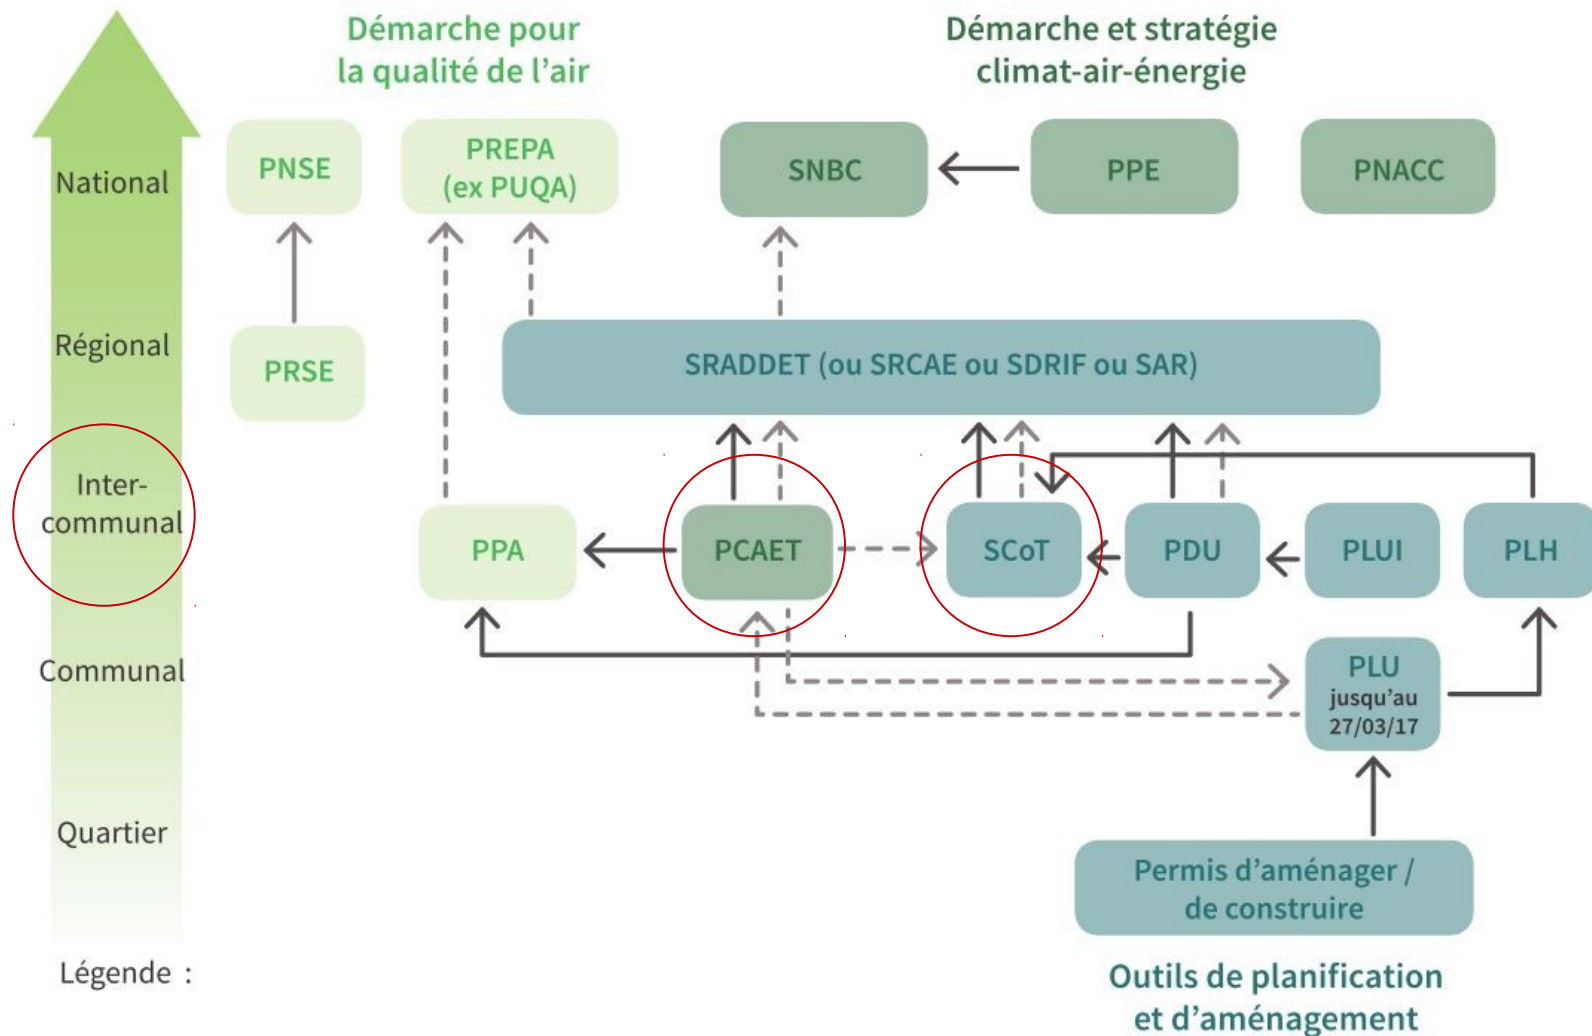 Démarche pour
la qualité de l'air
Démarche et stratégie
climat-air-énergie
National
PNSE
PREPA
(ex PUQA)
SNBC
PPE
PNACC
Régional
PRSE
SRADDET (ou SRCAE ou SDRIF ou SAR)
Inter-
communal
PPA
PCAET
SCoT
PDU
PLUI
PLH
Communal
PLU
jusqu'au
27/03/17
Quartier
Permis d'aménager /
de construire
Légende :
Outils de planification
et d'aménagement